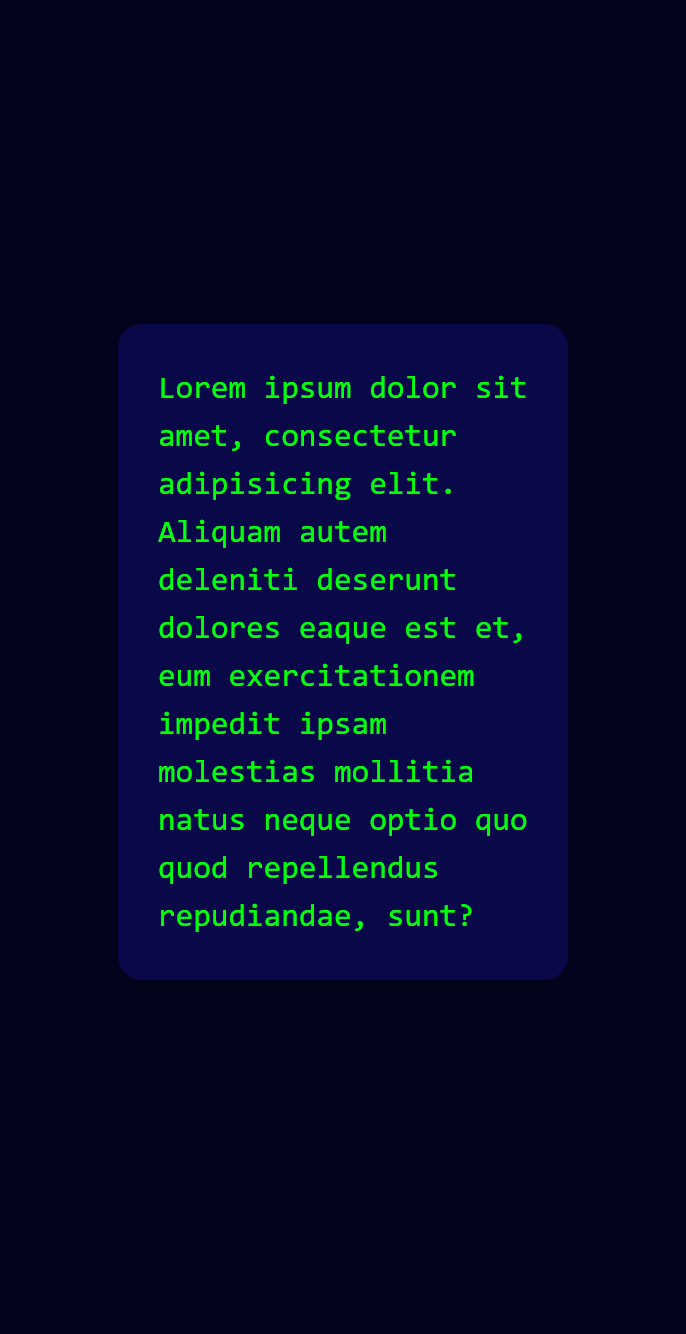 Lorem ipsum dolor sit
amet, consectetur
adipisicing elit.
Aliquam autem
deleniti deserunt
dolores eaque est et,
eum exercitationem
impedit ipsam
molestias mollitia
natus neque optio quo
quod repellendus
repudiandae, sunt?